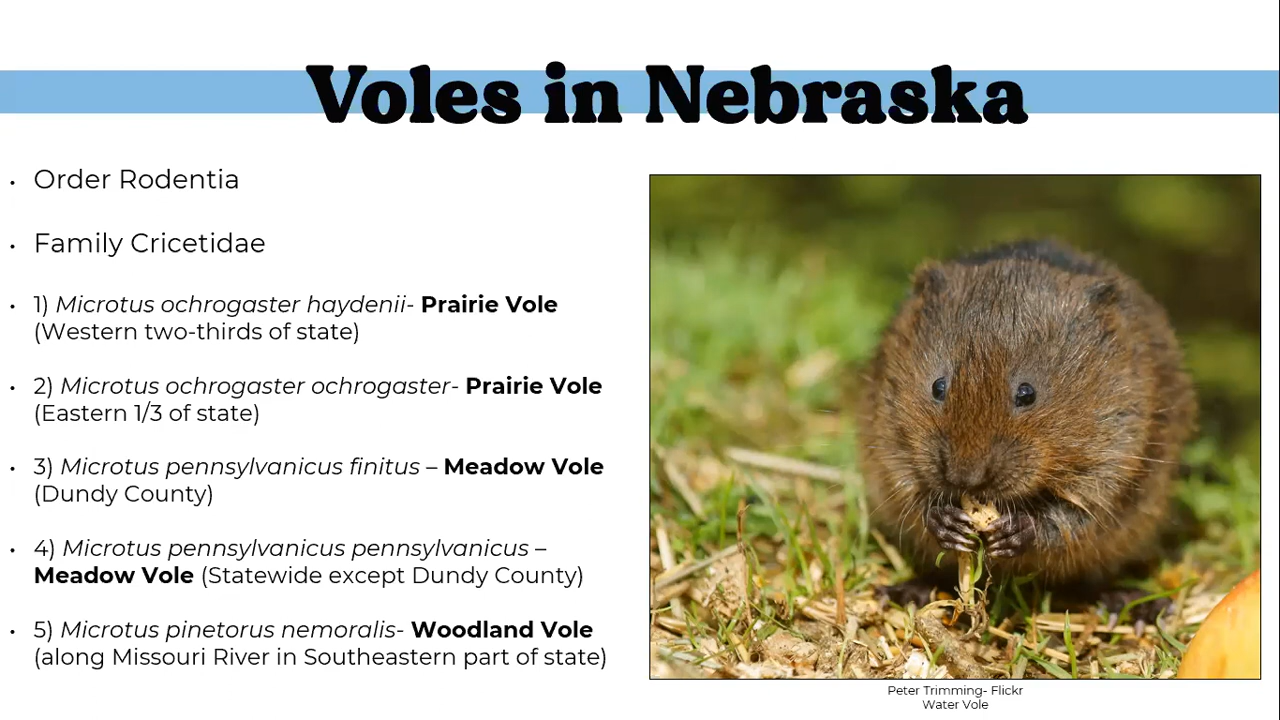 Voles in Nebraska
• Order Rodentia
• Family Cricetidae
• 1) Microtus ochrogaster haydenii- Prairie Vole
(Western two-thirds of state)
• 2) Microtus ochrogaster ochrogaster- Prairie Vole
(Eastern 1/3 of state)
• 3) Microtus pennsylvanicus finitus – Meadow Vole
(Dundy County)
• 4) Microtus pennsylvanicus pennsylvanicus –
Meadow Vole (Statewide except Dundy County)
• 5) Microtus pinetorus nemoralis- Woodland Vole
(along Missouri River in Southeastern part of state)
Peter Trimming- Flickr
Water Vole